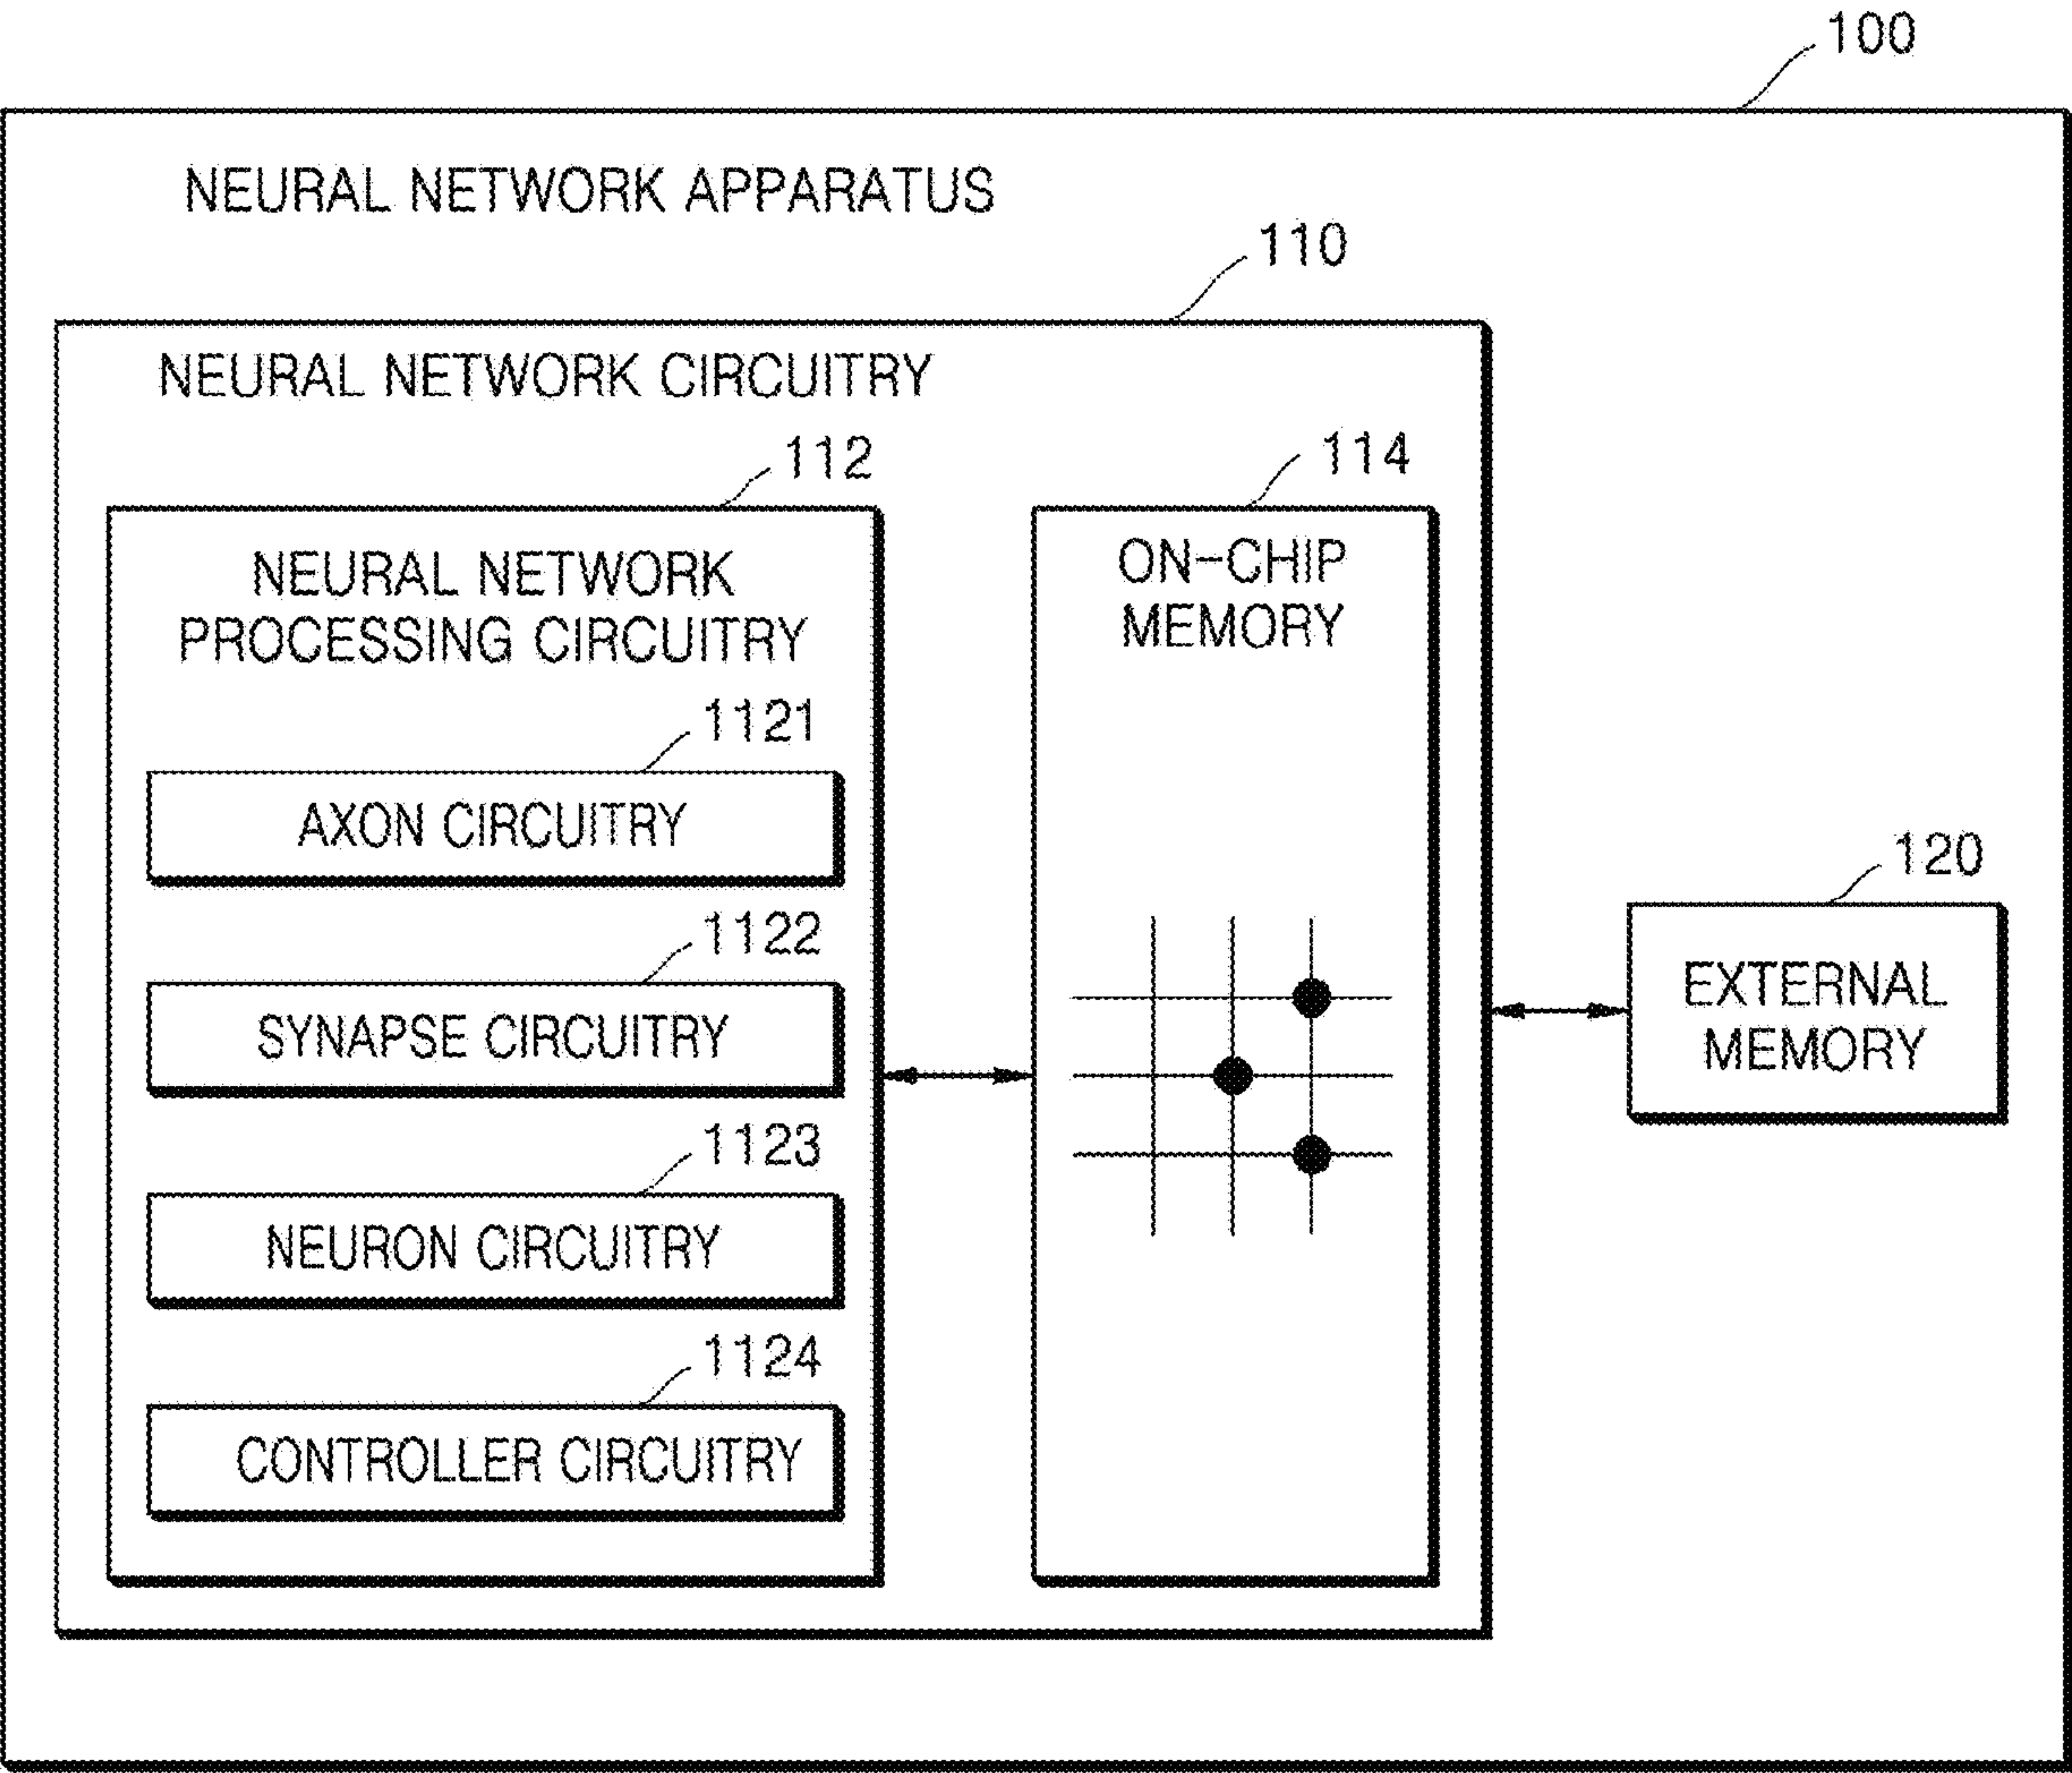 100
NEURAL NETWORK APPARATUS
110
NEURAL NETWORK CIRCUITRY
112
NEURAL NETWORK
PROCESSING CIRCUITRY
1121
AXON CIRCUITRY
1122
SYNAPSE CIRCUITRY
1123
NEURON CIRCUITRY
1124
CONTROLLER CIRCUITRY
114
ON-CHIP
MEMORY
120
EXTERNAL
MEMORY